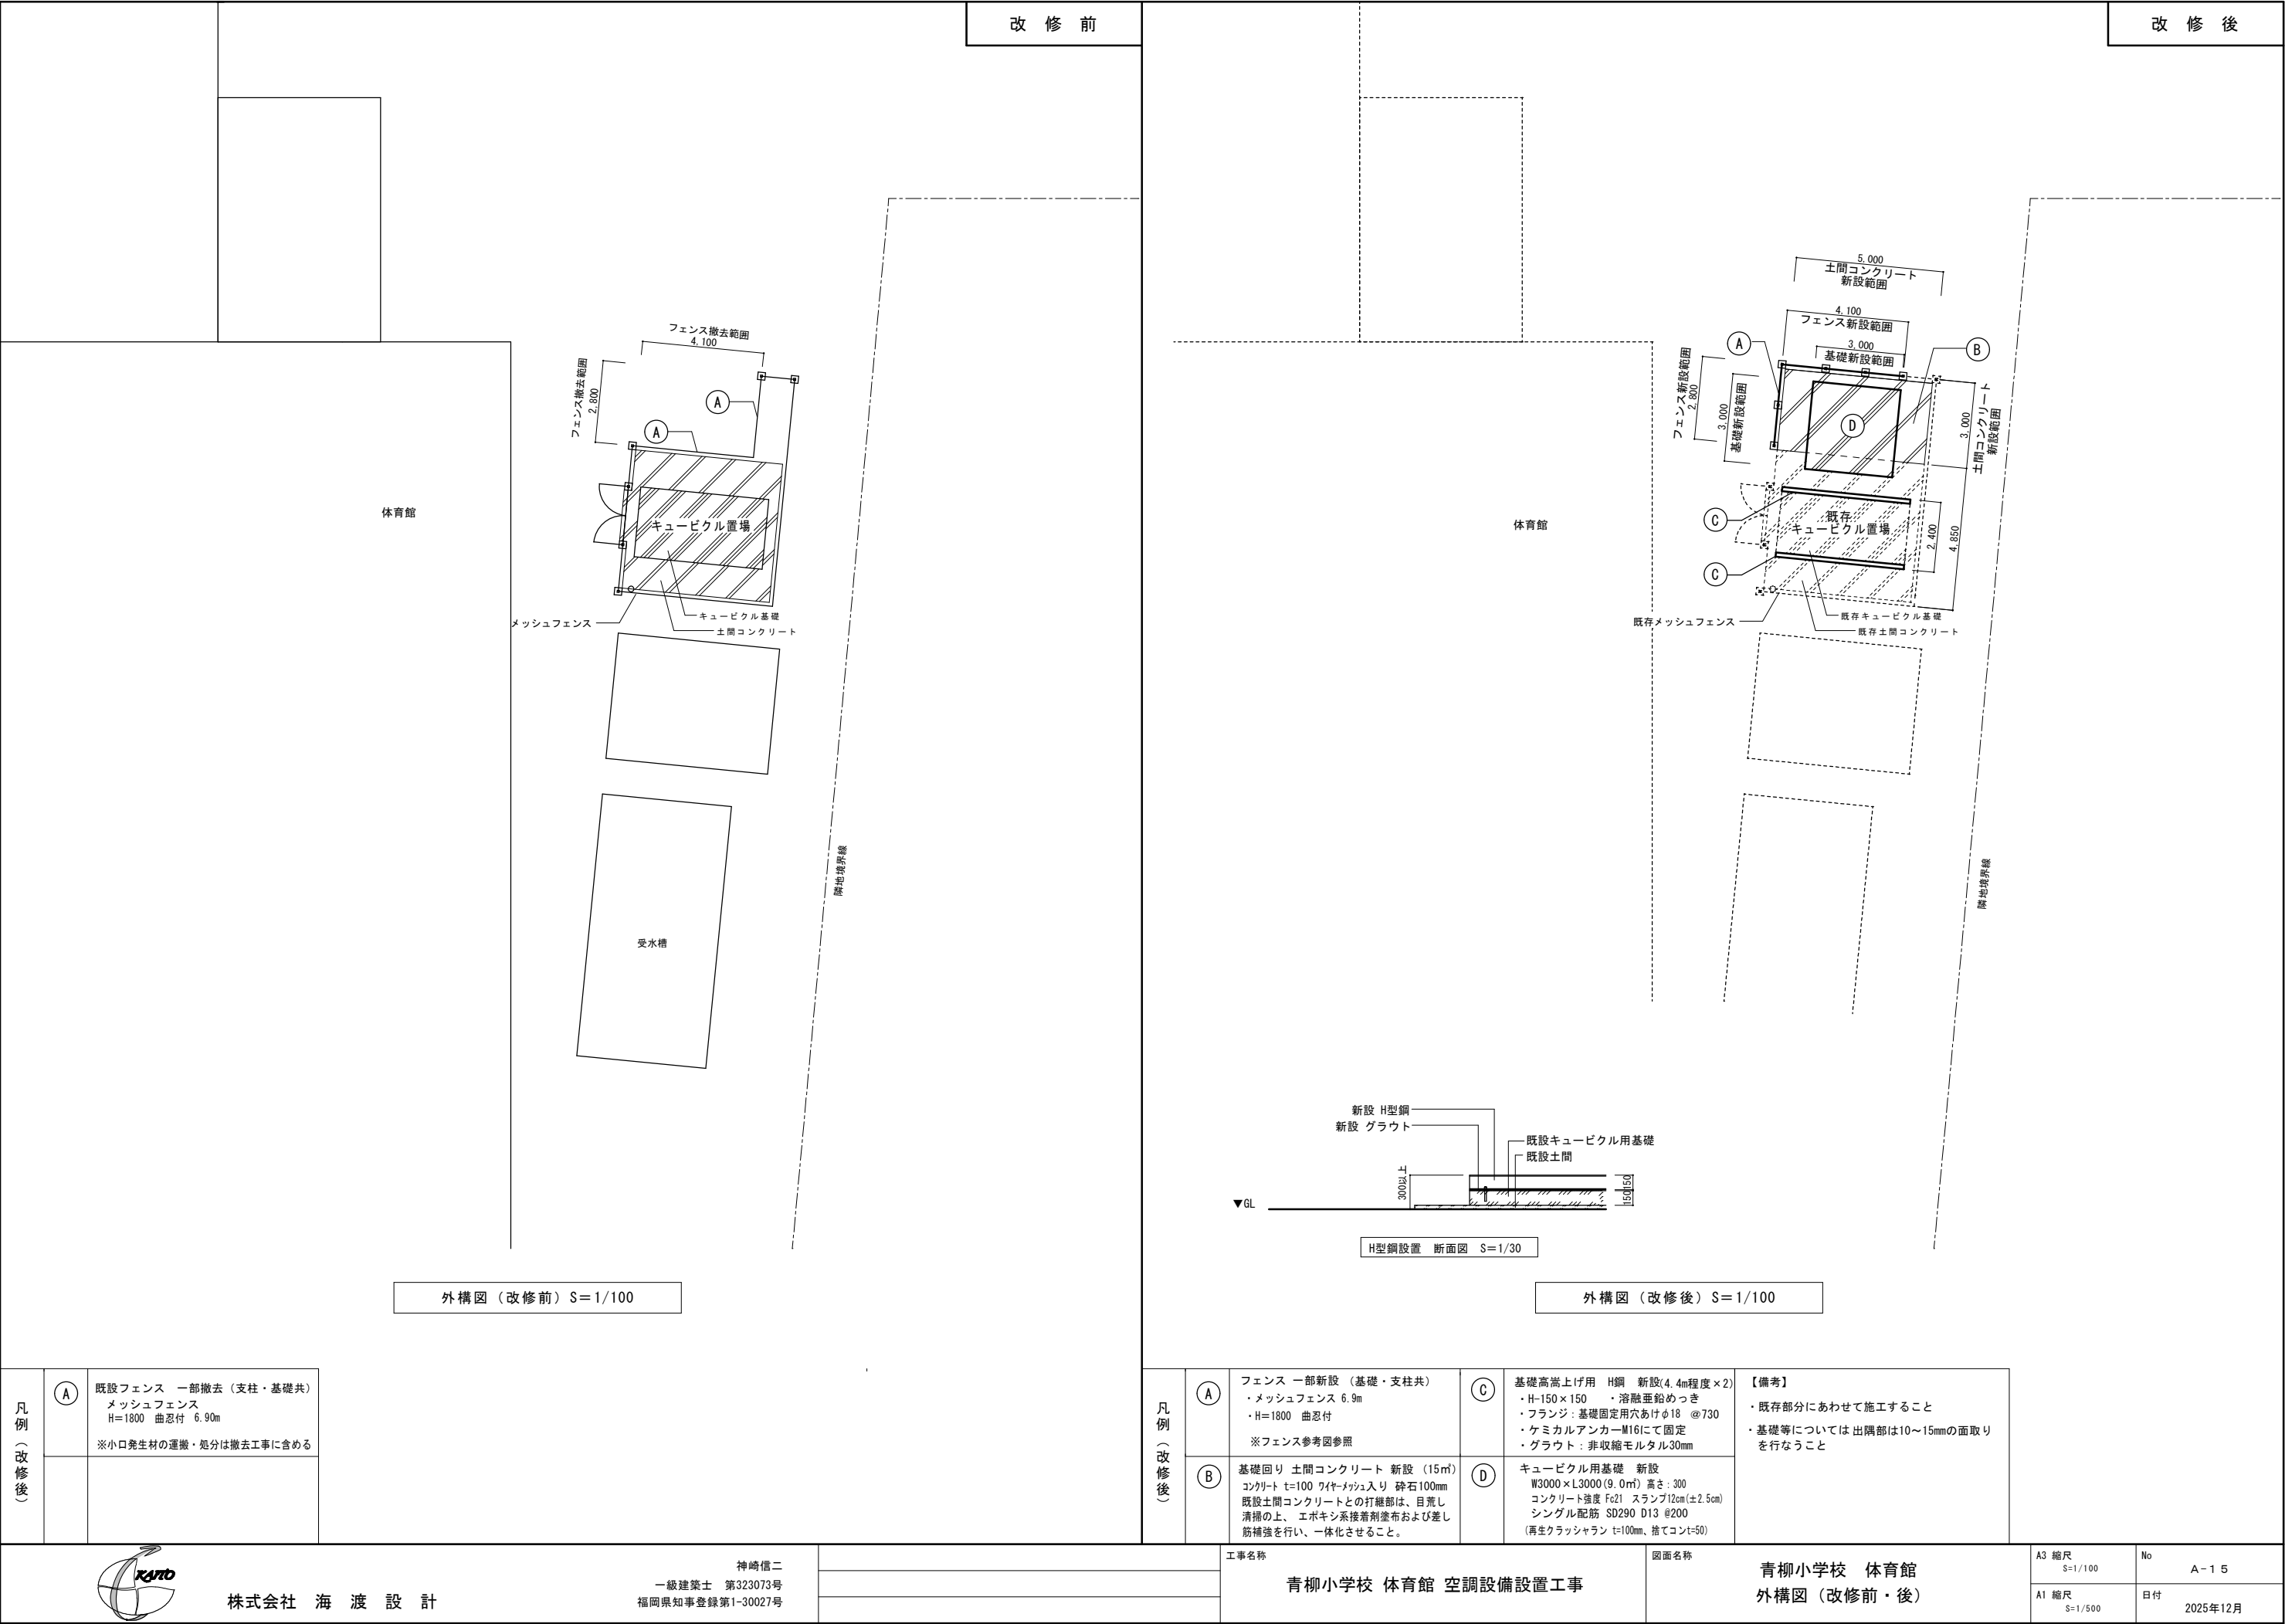 改修前
フェンス撤去範囲
4,100
フェンス撤去範囲
2,800
A
A
体育館
キュービクル置場
キュービクル基礎
土間コンクリート
メッシュフェンス
隣地境界線
受水槽
外構図（改修前）S＝1/100
凡例（改修後）
A
既設フェンス 一部撤去（支柱・基礎共）
メッシュフェンス
H＝1800 曲忍付 6.90m
※小口発生材の運搬・処分は撤去工事に含める
改修後
5,000
土間コンクリート
新設範囲
4,100
フェンス新設範囲
3,000
基礎新設範囲
A
B
フェンス新設範囲
2,800
3,000
基礎新設範囲
D
3,000
土間コンクリート
新設範囲
C
既存
キュービクル置場
2,400
4,850
C
体育館
既存キュービクル基礎
既存メッシュフェンス
既存土間コンクリート
隣地境界線
新設 H型鋼
新設 グラウト
既設キュービクル用基礎
既設土間
300以上
150
150
▼GL
H型鋼設置 断面図 S＝1/30
外構図（改修後）S＝1/100
凡例（改修後）
A
フェンス 一部新設 （基礎・支柱共）
・メッシュフェンス 6.9m
・H＝1800 曲忍付
※フェンス参考図参照
B
基礎回り 土間コンクリート 新設 （15㎡）
コンクリート t=100 ワイヤーメッシュ入り 砕石100mm
既設土間コンクリートとの打継部は、目荒し
清掃の上、 エポキシ系接着剤塗布および差し
筋補強を行い、一体化させること。
C
基礎高嵩上げ用 H鋼 新設(4.4m程度×2)
・H-150×150 ・溶融亜鉛めっき
・フランジ：基礎固定用穴あけφ18 @730
・ケミカルアンカーM16にて固定
・グラウト：非収縮モルタル30mm
D
キュービクル用基礎 新設
W3000×L3000(9.0㎡) 高さ：300
コンクリート強度 Fc21 スランプ12cm(±2.5cm)
シングル配筋 SD290 D13 @200
(再生クラッシャラン t=100mm、捨てコンt=50)
【備考】
・既存部分にあわせて施工すること
・基礎等については 出隅部は10～15mmの面取り
を行なうこと
KAITO
株式会社 海渡設計
神崎信二
一級建築士 第323073号
福岡県知事登録第1-30027号
工事名称
青柳小学校 体育館 空調設備設置工事
図面名称
青柳小学校 体育館
外構図（改修前・後）
A3 縮尺
S=1/100
A1 縮尺
S=1/500
No
A-15
日付
2025年12月